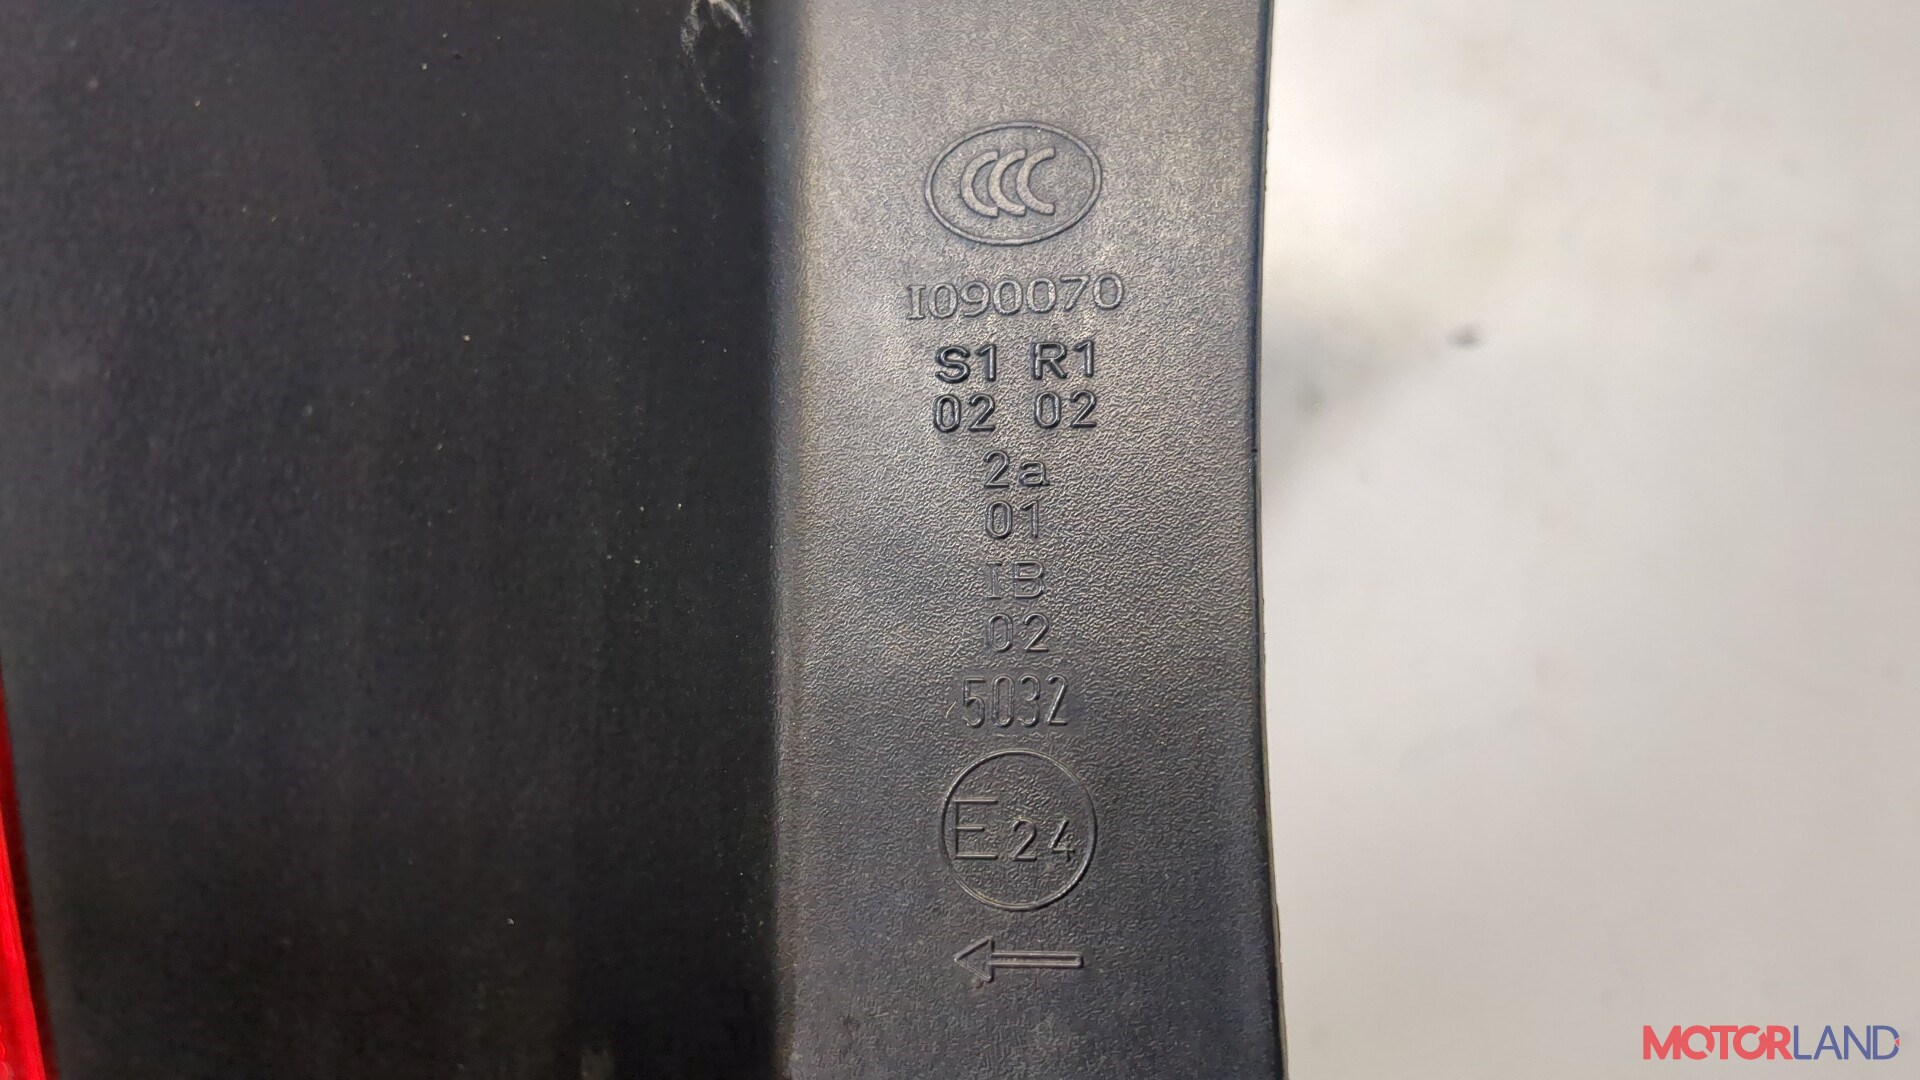 CCC
I090070
S1 R1
02 02
2a
01
IB
02
5032
E24
MOTORLAND